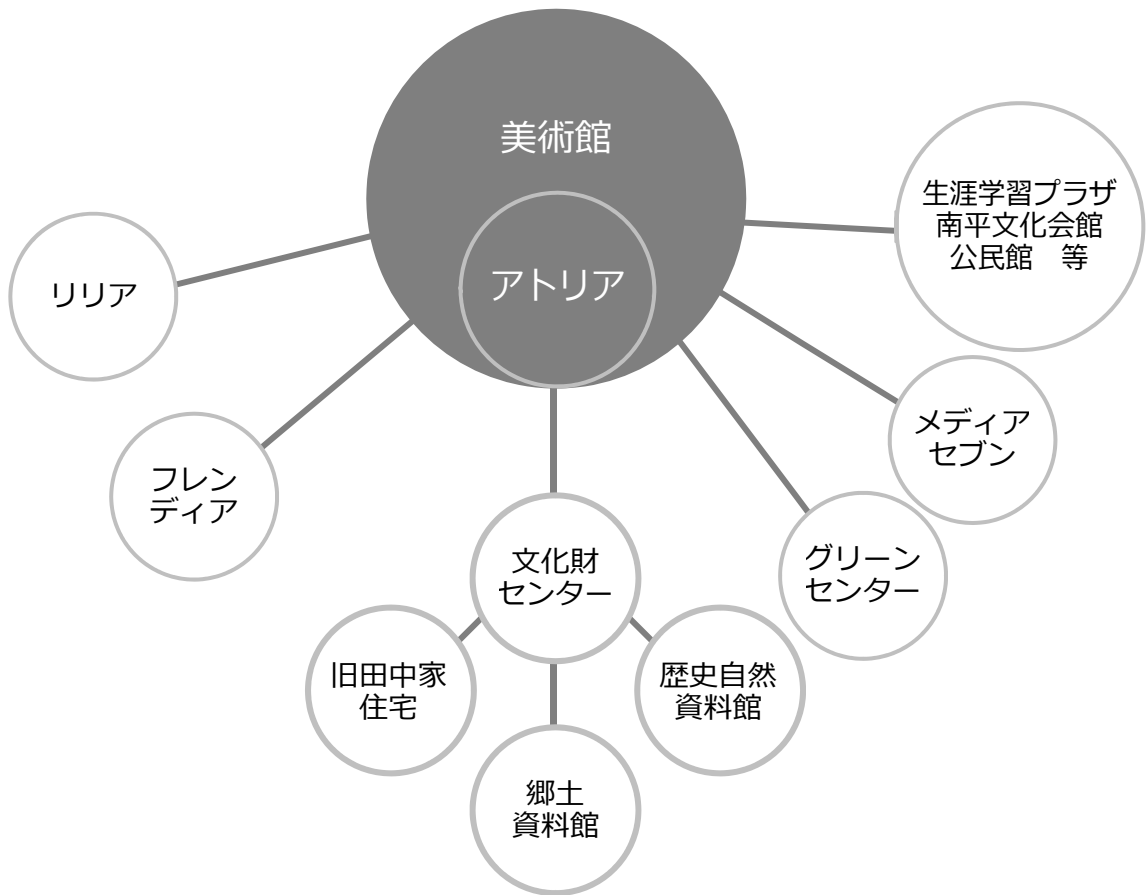 美術館
アトリア
生涯学習プラザ
南平文化会館
公民館　等
リリア
メディア
セブン
フレン
ディア
グリーン
センター
文化財
センター
旧田中家
住宅
歴史自然
資料館
郷土
資料館